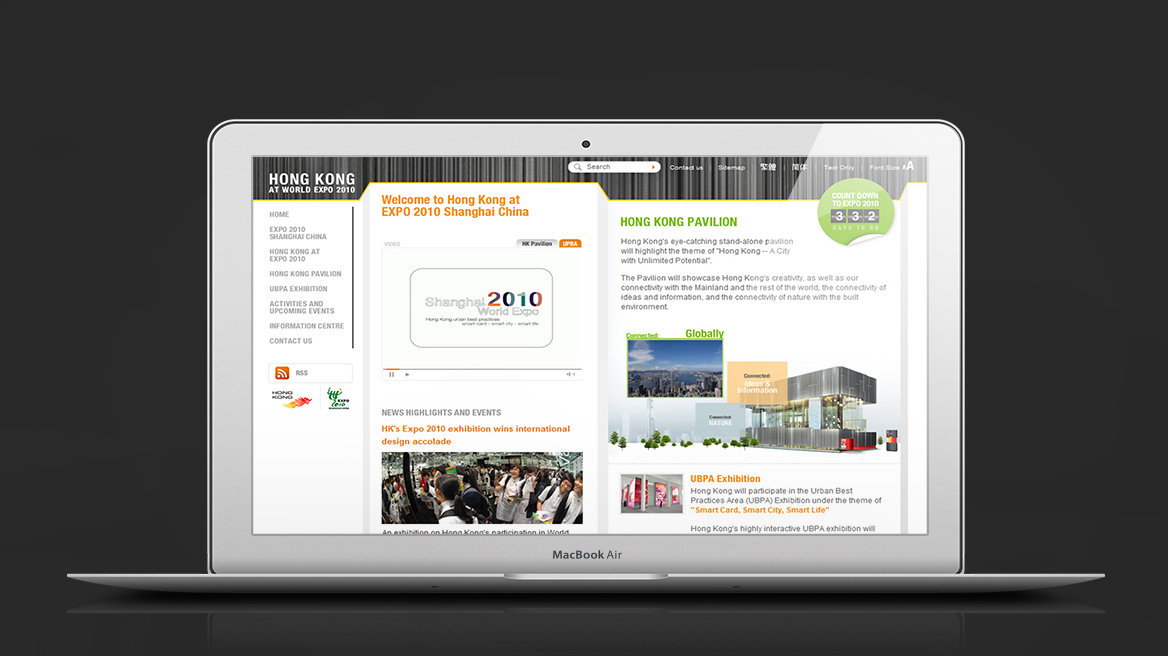 HONG KONG
AT WORLD EXPO 2010
Search
Contact us
Sitemap
繁體
简体
Text Only
Font Size AA
HOME
EXPO 2010
SHANGHAI CHINA
HONG KONG AT
EXPO 2010
HONG KONG PAVILION
UBPA EXHIBITION
ACTIVITIES AND
UPCOMING EVENTS
INFORMATION CENTRE
CONTACT US
RSS
HONG
KONG
EXPO
2010
Welcome to Hong Kong at
EXPO 2010 Shanghai China
VIDEO
HK Pavilion
UPBA
Shanghai 2010
World Expo
Hong Kong urban best practices
smart card - smart city - smart life
NEWS HIGHLIGHTS AND EVENTS
HK's Expo 2010 exhibition wins international
design accolade
An exhibition on Hong Kong's participation in World
COUNT DOWN
TO EXPO 2010
332
DAYS TO GO
HONG KONG PAVILION
Hong Kong's eye-catching stand-alone pavilion
will highlight the theme of "Hong Kong -- A City
with Unlimited Potential".
The Pavilion will showcase Hong Kong's creativity, as well as our
connectivity with the Mainland and the rest of the world, the connectivity of
ideas and information, and the connectivity of nature with the built
environment.
Connected:
Globally
Connected:
Ideas &
Information
Connected:
NATURE
UBPA Exhibition
Hong Kong will participate in the Urban Best
Practices Area (UBPA) Exhibition under the theme of
"Smart Card, Smart City, Smart Life"
Hong Kong's highly interactive UBPA exhibition will
MacBook Air